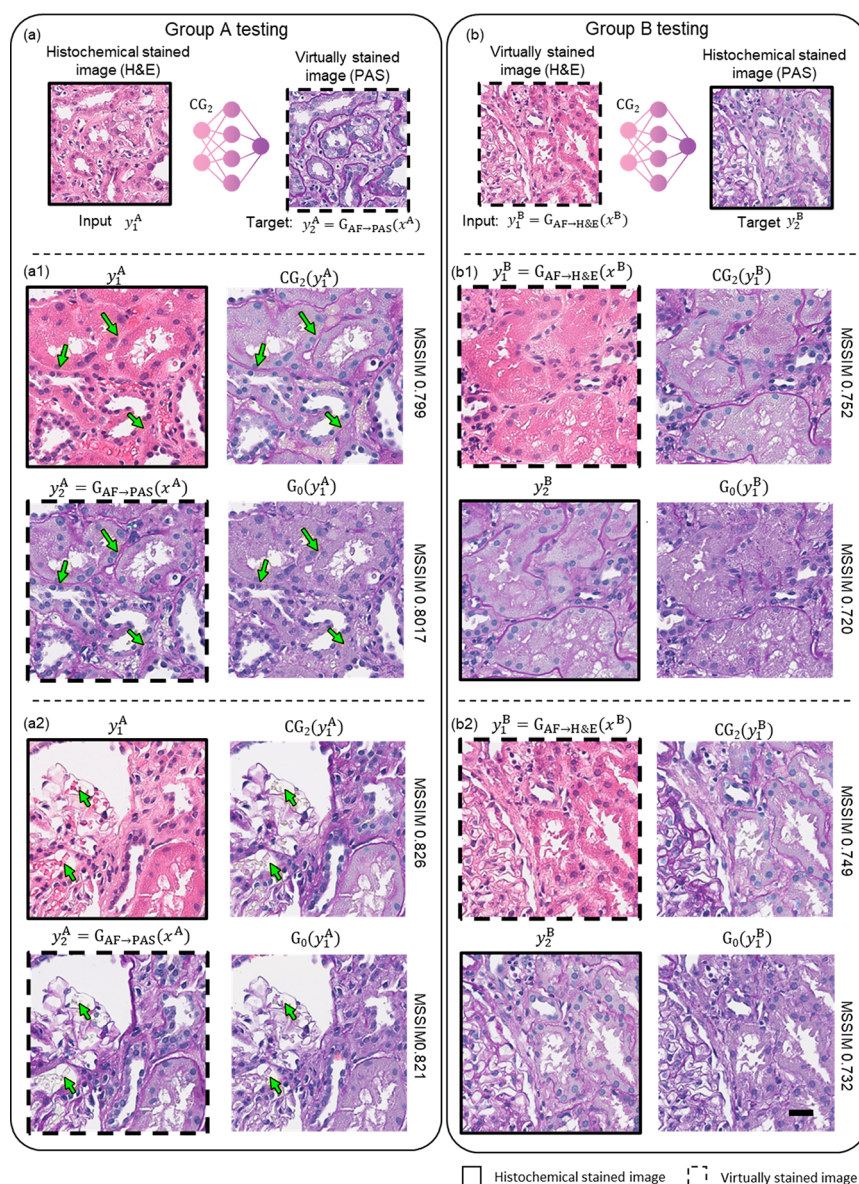 (a) Group A testing
Histochemical stained
image (H&E)
Virtually stained
image (PAS)
CG₂
Input y₁ᴬ
Target: y₂ᴬ = G_AF→PAS(xᴬ)
(a1) y₁ᴬ
CG₂(y₁ᴬ)
MSSIM 0.799
y₂ᴬ = G_AF→PAS(xᴬ)
G₀(y₁ᴬ)
MSSIM 0.8017
(a2) y₁ᴬ
CG₂(y₁ᴬ)
MSSIM 0.826
y₂ᴬ = G_AF→PAS(xᴬ)
G₀(y₁ᴬ)
MSSIM0.821
(b) Group B testing
Virtually stained
image (H&E)
Histochemical stained
image (PAS)
CG₂
Input: y₁ᴮ = G_AF→H&E(xᴮ)
Target y₂ᴮ
(b1) y₁ᴮ = G_AF→H&E(xᴮ)
CG₂(y₁ᴮ)
MSSIM 0.752
y₂ᴮ
G₀(y₁ᴮ)
MSSIM 0.720
(b2) y₁ᴮ = G_AF→H&E(xᴮ)
CG₂(y₁ᴮ)
MSSIM 0.749
y₂ᴮ
G₀(y₁ᴮ)
MSSIM 0.732
Histochemical stained image
Virtually stained image